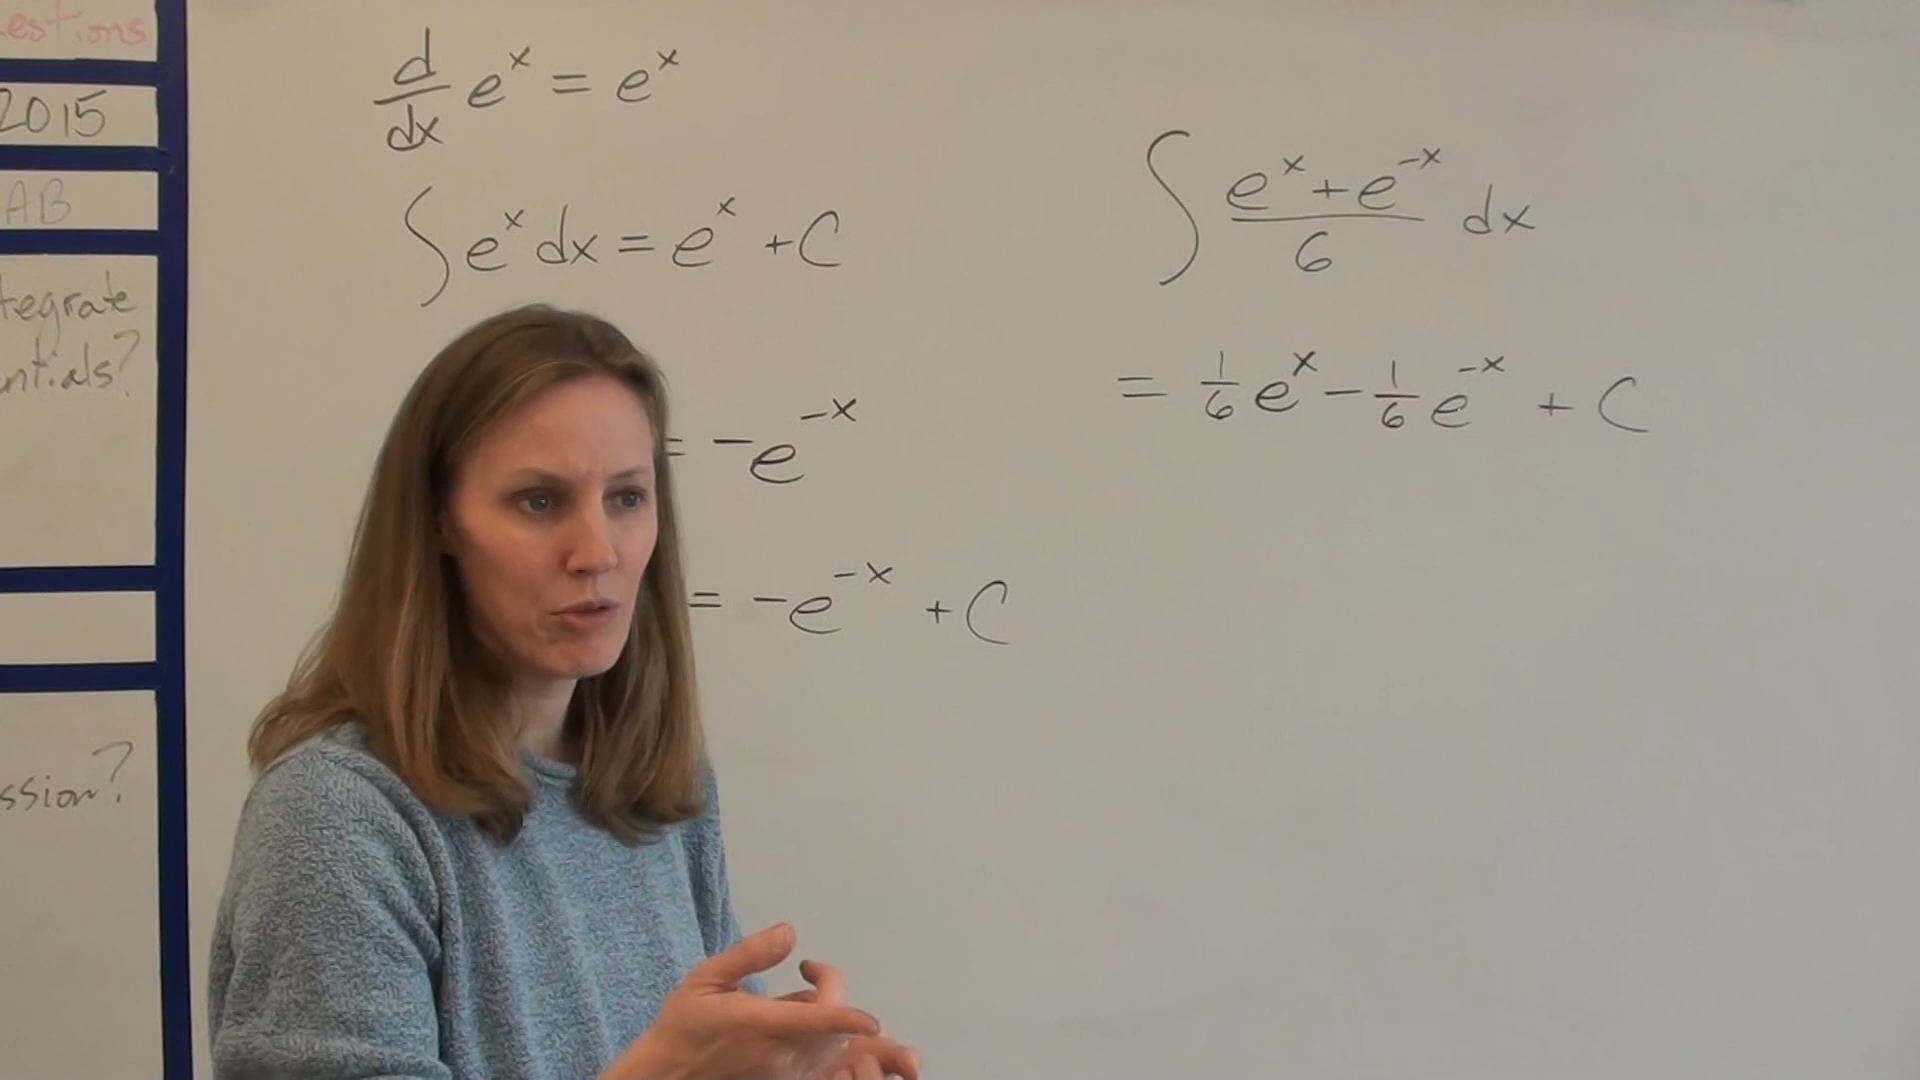 estions
2015
AB
tegrate
ntials?
ssion?
d/dx e^x = e^x
∫ e^x dx = e^x + C
= -e^-x
= -e^-x + C
∫ (e^x + e^-x)/6 dx
= 1/6 e^x - 1/6 e^-x + C